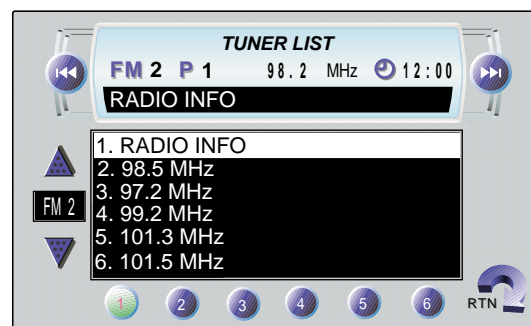 TUNER LIST
FM 2 P 1 98.2 MHz 12:00
RADIO INFO
1. RADIO INFO
2. 98.5 MHz
3. 97.2 MHz
4. 99.2 MHz
5. 101.3 MHz
6. 101.5 MHz
FM 2
1 2 3 4 5 6 RTN